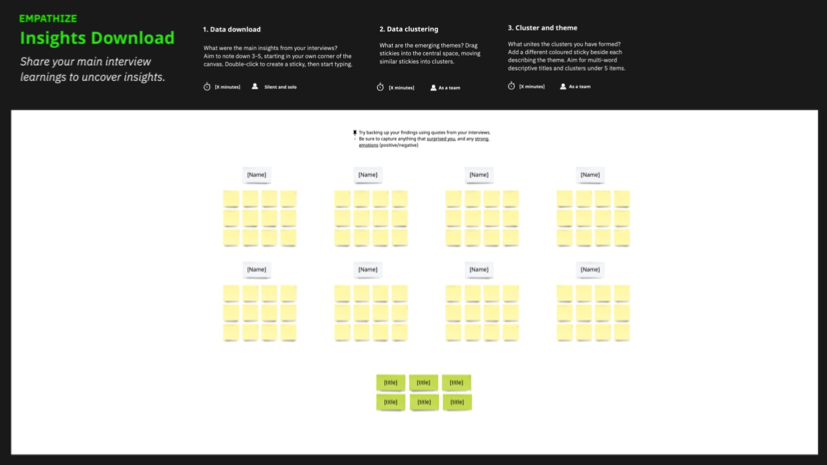 EMPATHIZE
Insights Download
Share your main interview
learnings to uncover insights.
1. Data download
What were the main insights from your interviews?
Aim to note down 3-5, starting in your own corner of the
canvas. Double-click to create a sticky, then start typing.
[X minutes]
Silent and solo
2. Data clustering
What are the emerging themes? Drag
stickies into the central space, moving
similar stickies into clusters.
[X minutes]
As a team
3. Cluster and theme
What unites the clusters you have formed?
Add a different coloured sticky beside each
describing the theme. Aim for multi-word
descriptive titles and clusters under 5 items.
[X minutes]
As a team
Try backing up your findings using quotes from your interviews.
- Be sure to capture anything that surprised you, and any strong
emotions (positive/negative)
[Name] [Name] [Name] [Name]
[Name] [Name] [Name] [Name]
[title] [title] [title]
[title] [title] [title]